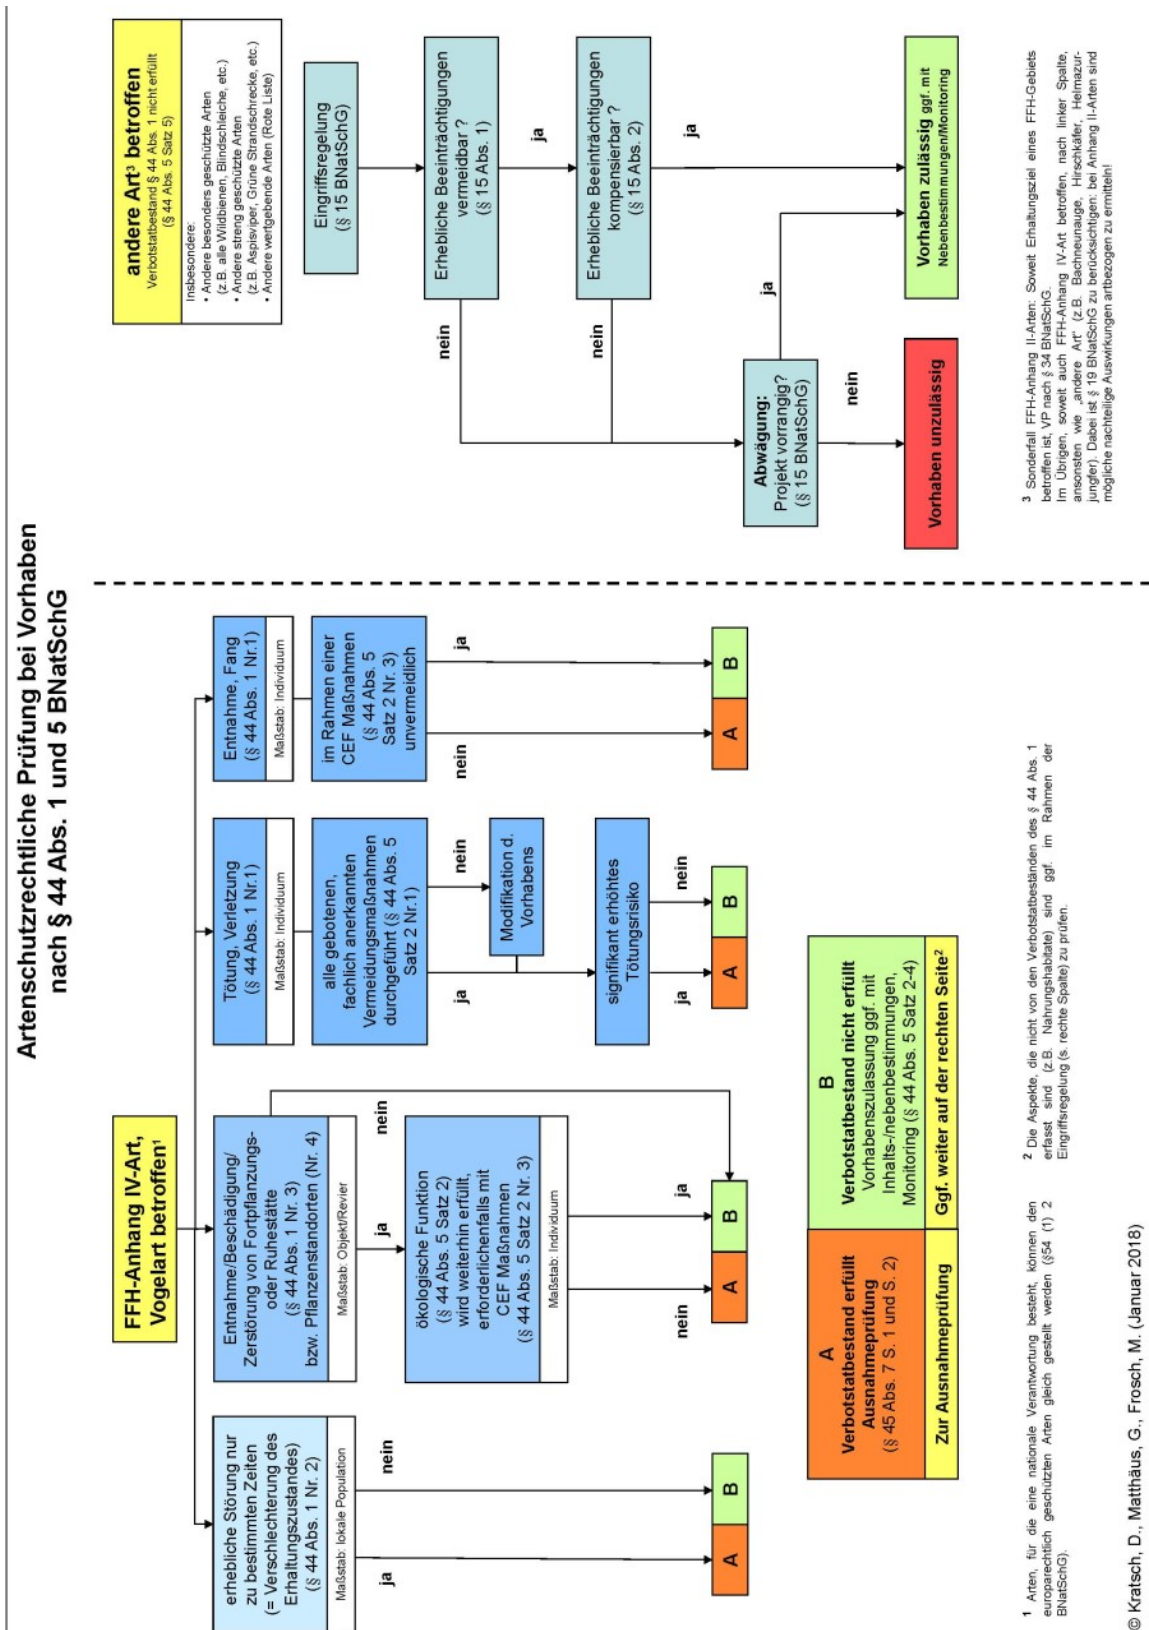 Artenschutzrechtliche Prüfung bei Vorhaben
nach § 44 Abs. 1 und 5 BNatSchG
FFH-Anhang IV-Art,
Vogelart betroffen¹
erhebliche Störung nur
zu bestimmten Zeiten
(= Verschlechterung des
Erhaltungszustandes)
(§ 44 Abs. 1 Nr. 2)
Maßstab: lokale Population
ja
nein
A
B
Entnahme/Beschädigung/
Zerstörung von Fortpflanzungs-
oder Ruhestätte
(§ 44 Abs. 1 Nr. 3)
bzw. Pflanzenstandorten (Nr. 4)
Maßstab: Objekt/Revier
ja
nein
ökologische Funktion
(§ 44 Abs. 5 Satz 2)
wird weiterhin erfüllt,
erforderlichenfalls mit
CEF Maßnahmen
(§ 44 Abs. 5 Satz 2 Nr. 3)
Maßstab: Individuum
nein
ja
A
B
Tötung, Verletzung
(§ 44 Abs. 1 Nr.1)
Maßstab: Individuum
alle gebotenen,
fachlich anerkannten
Vermeidungsmaßnahmen
durchgeführt (§ 44 Abs. 5
Satz 2 Nr.1)
ja
nein
Modifikation d.
Vorhabens
signifikant erhöhtes
Tötungsrisiko
ja
nein
A
B
Entnahme, Fang
(§ 44 Abs. 1 Nr.1)
Maßstab: Individuum
im Rahmen einer
CEF Maßnahmen
(§ 44 Abs. 5
Satz 2 Nr. 3)
unvermeidlich
nein
ja
A
B
A
Verbotstatbestand erfüllt
Ausnahmeprüfung
(§ 45 Abs. 7 S. 1 und S. 2)
Zur Ausnahmeprüfung
B
Verbotstatbestand nicht erfüllt
Vorhabenszulassung ggf. mit
Inhalts-/nebenbestimmungen,
Monitoring (§ 44 Abs. 5 Satz 2-4)
Ggf. weiter auf der rechten Seite²
andere Art³ betroffen
Verbotstatbestand § 44 Abs. 1 nicht erfüllt
(§ 44 Abs. 5 Satz 5)
Insbesondere:
• Andere besonders geschützte Arten
(z.B. alle Wildbienen, Blindschleiche, etc.)
• Andere streng geschützte Arten
(z.B. Aspisviper, Grüne Strandschrecke, etc.)
• Andere wertgebende Arten (Rote Liste)
Eingriffsregelung
(§ 15 BNatSchG)
Erhebliche Beeinträchtigungen
vermeidbar ?
(§ 15 Abs. 1)
nein
ja
Erhebliche Beeinträchtigungen
kompensierbar ?
(§ 15 Abs. 2)
nein
ja
Abwägung:
Projekt vorrangig?
(§ 15 BNatSchG)
ja
nein
Vorhaben unzulässig
Vorhaben zulässig ggf. mit
Nebenbestimmungen/Monitoring
1 Arten, für die eine nationale Verantwortung besteht, können den
europarechtlich geschützten Arten gleich gestellt werden (§54 (1) 2
BNatSchG).
2 Die Aspekte, die nicht von den Verbotstatbeständen des § 44 Abs. 1
erfasst sind (z.B. Nahrungshabitate) sind ggf. im Rahmen der
Eingriffsregelung (s. rechte Spalte) zu prüfen.
3 Sonderfall FFH-Anhang II-Arten: Soweit Erhaltungsziel eines FFH-Gebiets
betroffen ist, VP nach § 34 BNatSchG.
Im Übrigen, soweit auch FFH-Anhang IV-Art betroffen, nach linker Spalte,
ansonsten wie „andere Art“ (z.B. Bachneunauge, Hirschkäfer, Helmazur-
jungfer). Dabei ist § 19 BNatSchG zu berücksichtigen: bei Anhang II-Arten sind
mögliche nachteilige Auswirkungen artbezogen zu ermitteln!
© Kratsch, D., Matthäus, G., Frosch, M. (Januar 2018)